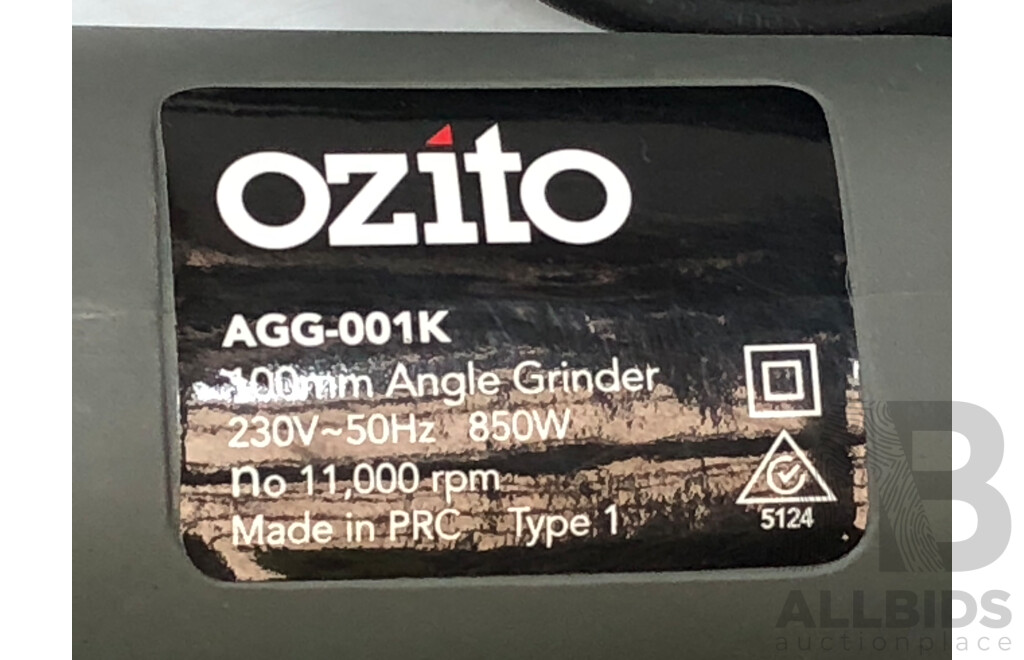 ozito
AGG-001K
100mm Angle Grinder
230V~50Hz 850W
no 11,000 rpm
Made in PRC Type 1
5124
B
ALLBIDS
auctionplace